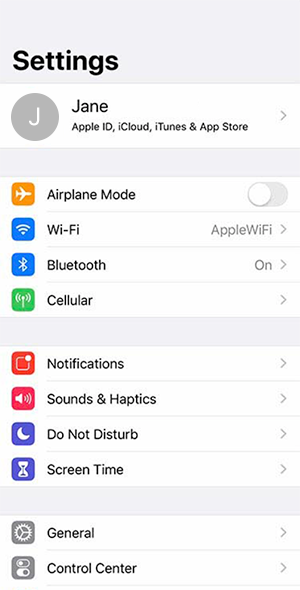 Settings
J
Jane
Apple ID, iCloud, iTunes & App Store
Airplane Mode
Wi-Fi AppleWiFi
Bluetooth On
Cellular
Notifications
Sounds & Haptics
Do Not Disturb
Screen Time
General
Control Center